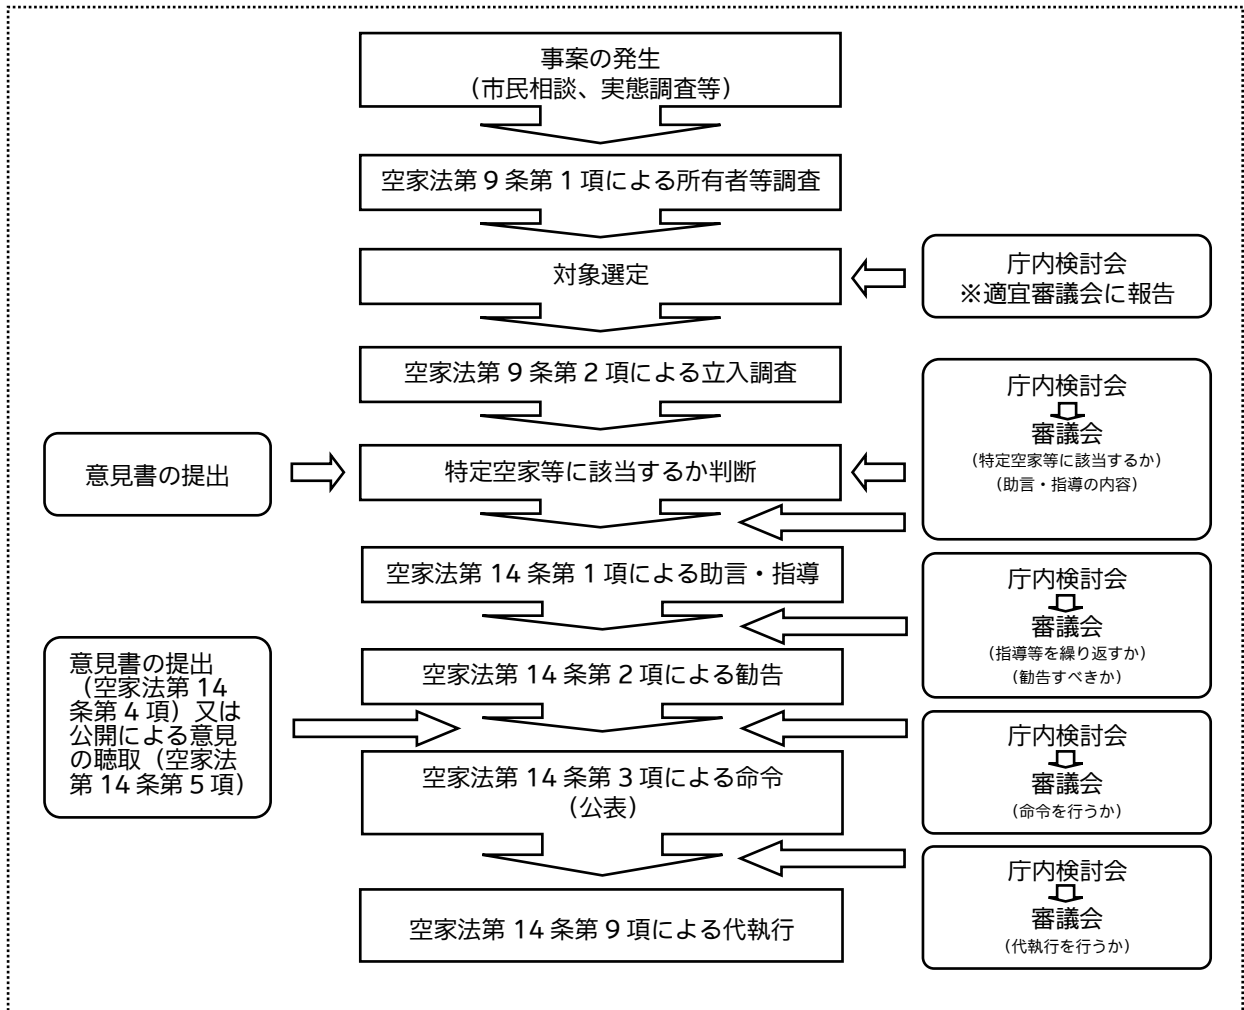 事案の発生
（市民相談、実態調査等）
空家法第 9 条第 1 項による所有者等調査
対象選定
庁内検討会
※適宜審議会に報告
空家法第 9 条第 2 項による立入調査
庁内検討会
審議会
（特定空家等に該当するか）
（助言・指導の内容）
意見書の提出
特定空家等に該当するか判断
空家法第 14 条第 1 項による助言・指導
庁内検討会
審議会
（指導等を繰り返すか）
（勧告すべきか）
空家法第 14 条第 2 項による勧告
意見書の提出
（空家法第 14
条第 4 項）又は
公開による意見
の聴取（空家法
第 14 条第 5 項）
庁内検討会
審議会
（命令を行うか）
空家法第 14 条第 3 項による命令
（公表）
庁内検討会
審議会
（代執行を行うか）
空家法第 14 条第 9 項による代執行